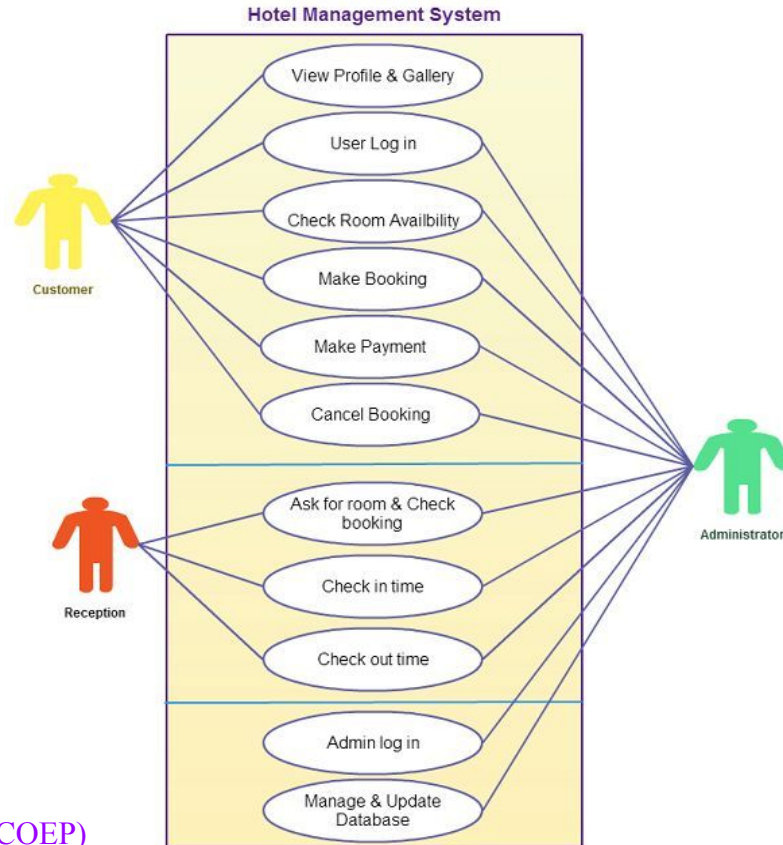 Hotel Management System
View Profile & Gallery
User Log in
Check Room Availbility
Make Booking
Customer
Make Payment
Cancel Booking
Ask for room & Check
booking
Administrator
Check in time
Reception
Check out time
Admin log in
Manage & Update
Database
COEP)